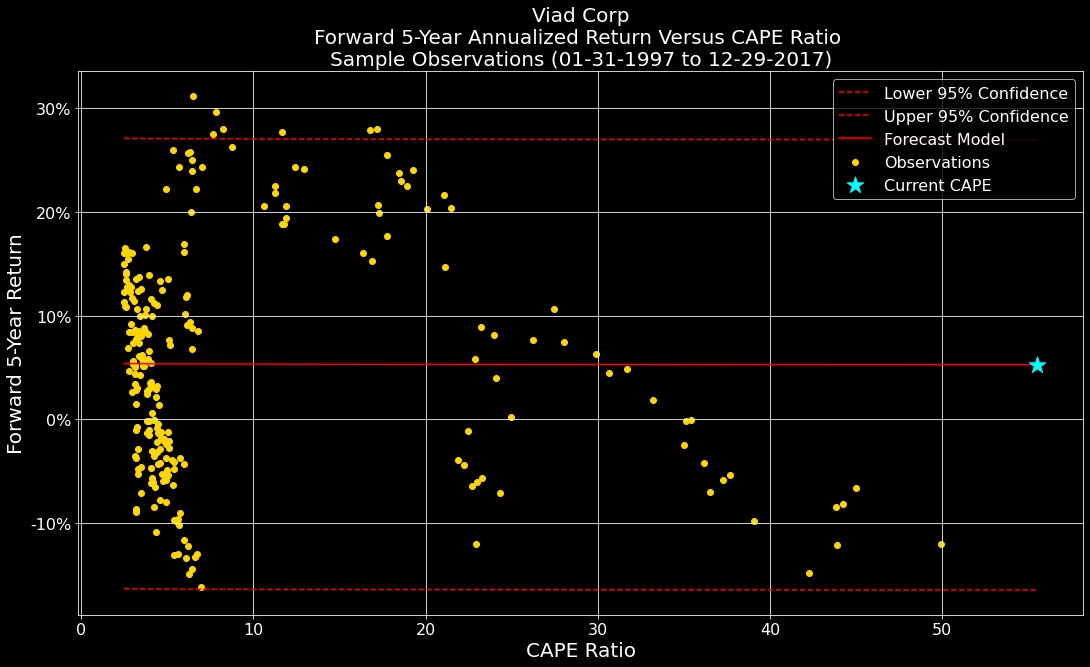 Viad Corp
Forward 5-Year Annualized Return Versus CAPE Ratio
Sample Observations (01-31-1997 to 12-29-2017)
Lower 95% Confidence
Upper 95% Confidence
Forecast Model
Observations
Current CAPE
Forward 5-Year Return
30%
20%
10%
0%
-10%
0 10 20 30 40 50
CAPE Ratio